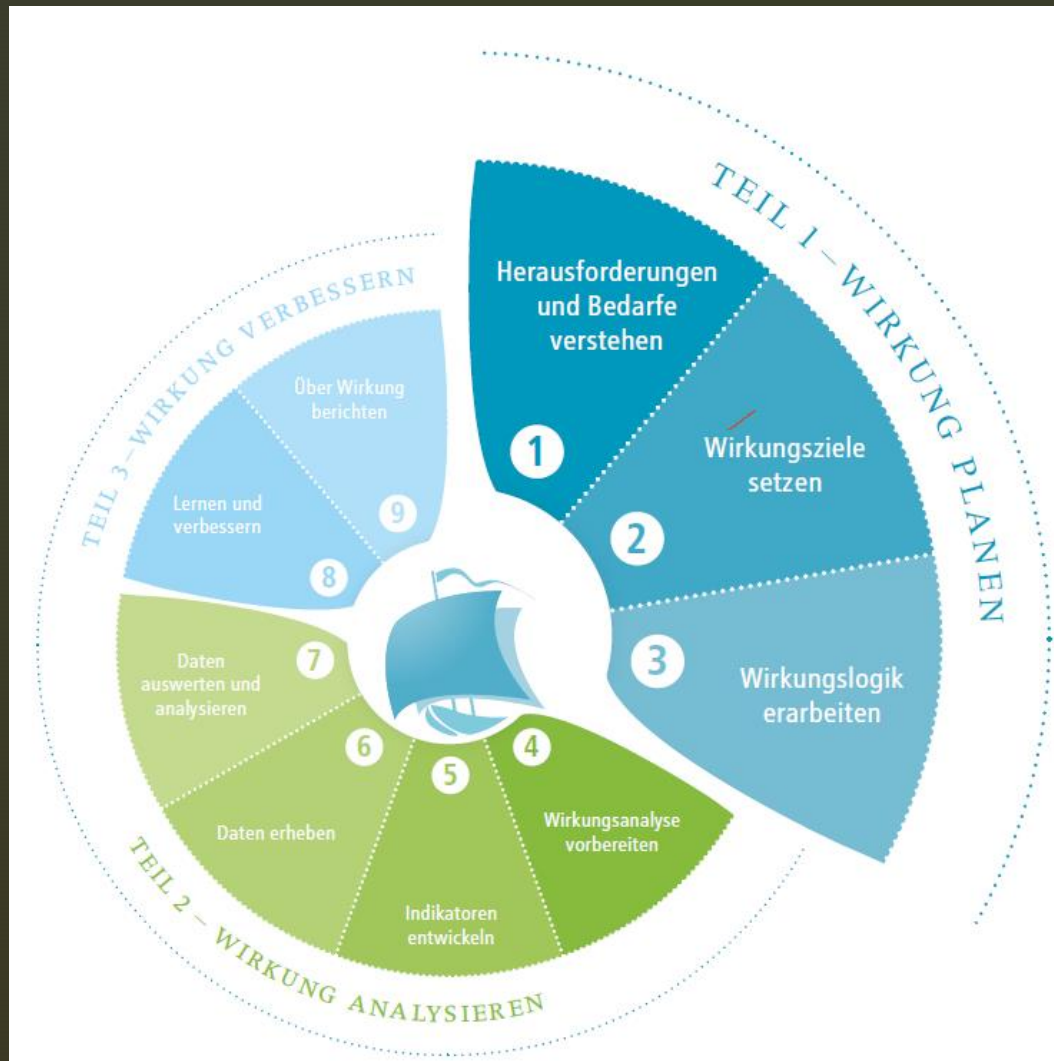 TEIL 1 – WIRKUNG PLANEN
Herausforderungen
und Bedarfe
verstehen
1
Wirkungsziele
setzen
2
Wirkungslogik
erarbeiten
3
TEIL 2 – WIRKUNG ANALYSIEREN
4
Wirkungsanalyse
vorbereiten
5
Indikatoren
entwickeln
6
Daten erheben
7
Daten
auswerten und
analysieren
TEIL 3 – WIRKUNG VERBESSERN
8
Lernen und
verbessern
9
Über Wirkung
berichten